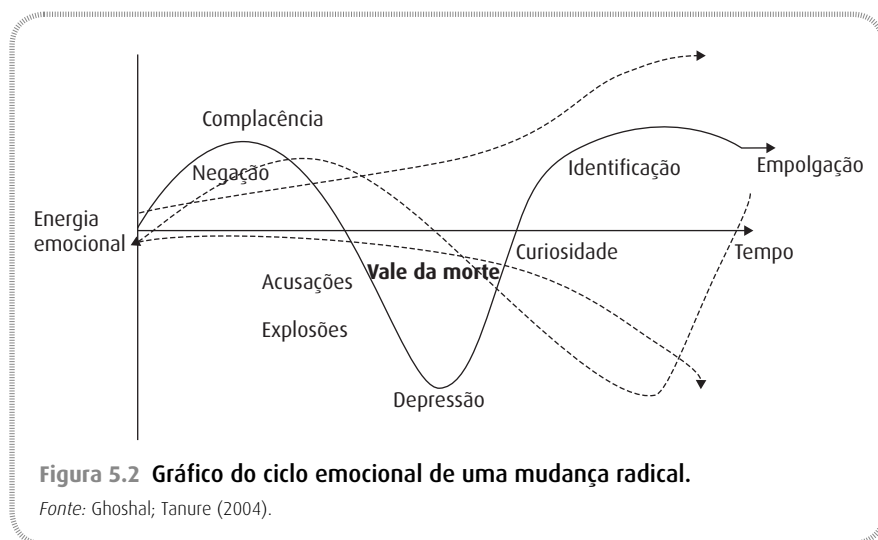 Complacência
Negação
Identificação
Empolgação
Energia
emocional
Curiosidade
Tempo
Vale da morte
Acusações
Explosões
Depressão
Figura 5.2 Gráfico do ciclo emocional de uma mudança radical.
Fonte: Ghoshal; Tanure (2004).